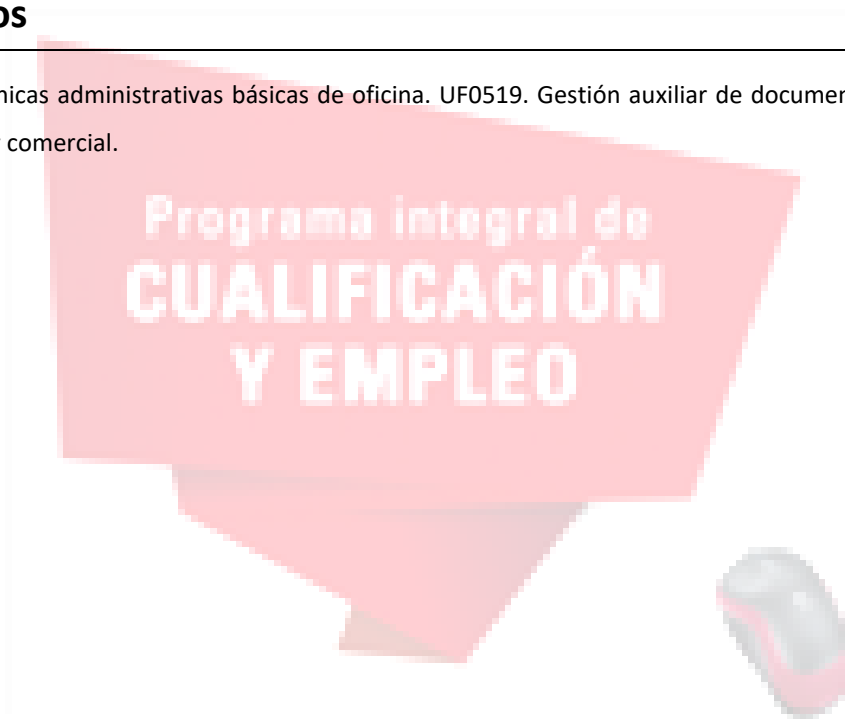 os
nicas administrativas básicas de oficina. UF0519. Gestión auxiliar de documen
comercial.
Programa integral de
CUALIFICACIÓN
Y EMPLEO